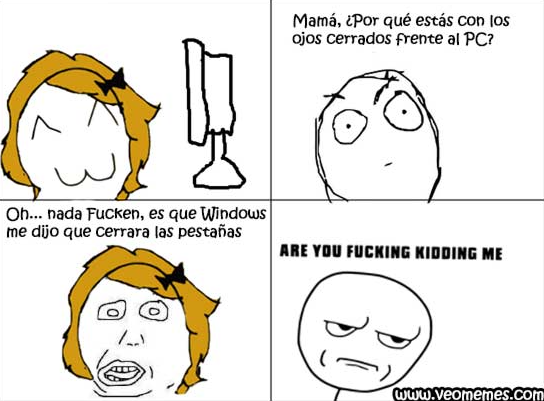 Mamá, ¿Por qué estás con los
ojos cerrados frente al PC?
Oh... nada Fucken, es que Windows
me dijo que cerrara las pestañas
ARE YOU FUCKING KIDDING ME
www.veomemes.com